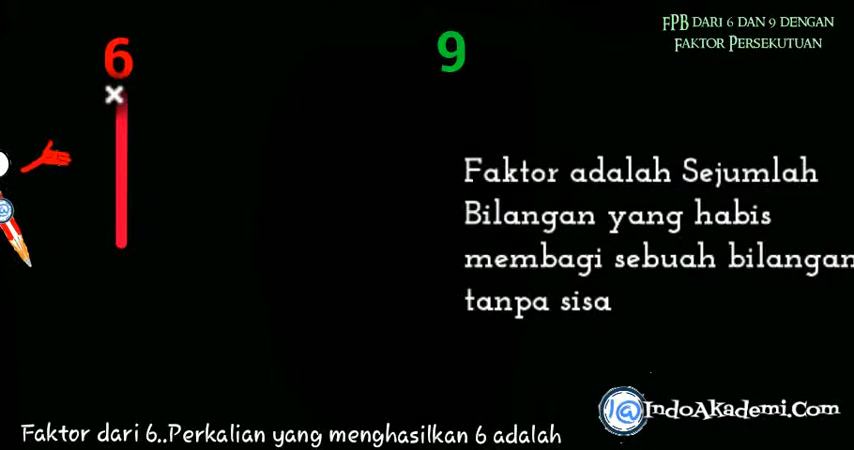 FPB DARI 6 DAN 9 DENGAN
FAKTOR PERSEKUTUAN
6
9
x
Faktor adalah Sejumlah
Bilangan yang habis
membagi sebuah bilangan
tanpa sisa
I@ IndoAkademi.Com
Faktor dari 6..Perkalian yang menghasilkan 6 adalah